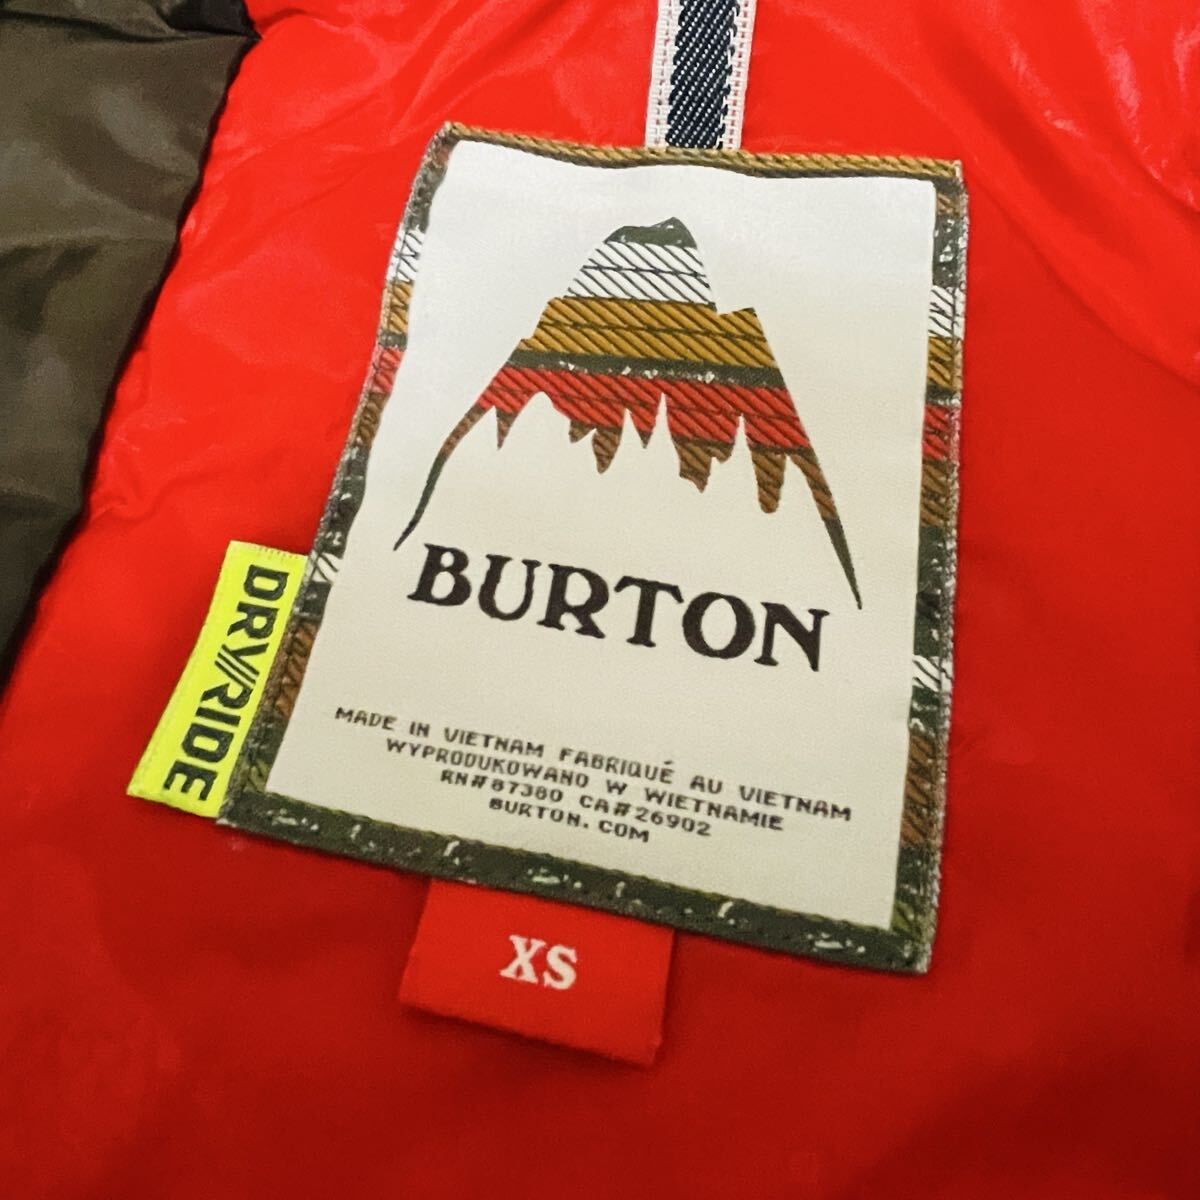 BURTON
DRY///RIDE
MADE IN VIETNAM FABRIQUÉ AU VIETNAM
WYPRODUKOWANO W WIETNAMIE
RN#87380 CA#26902
BURTON.COM
XS